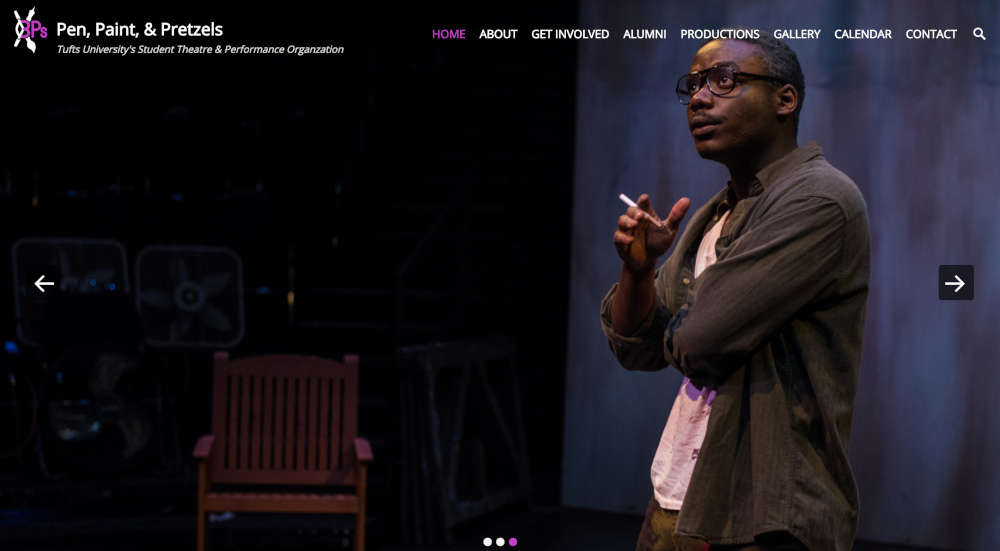 3Ps
Pen, Paint, & Pretzels
Tufts University's Student Theatre & Performance Organzation
HOME ABOUT GET INVOLVED ALUMNI PRODUCTIONS GALLERY CALENDAR CONTACT